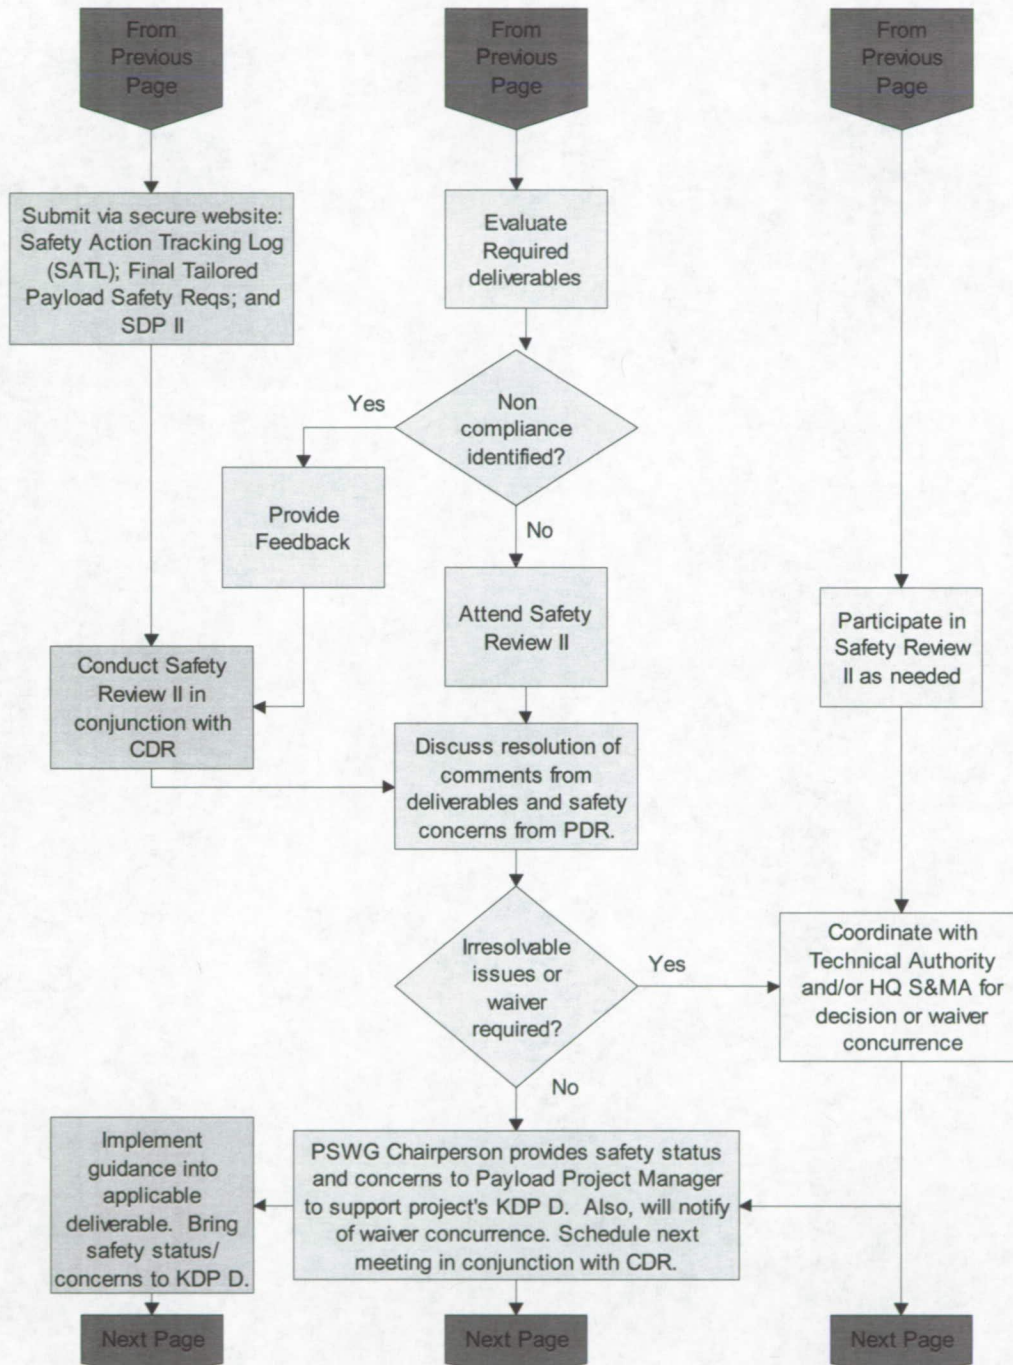 From
Previous
Page
From
Previous
Page
From
Previous
Page
Submit via secure website:
Safety Action Tracking Log
(SATL); Final Tailored
Payload Safety Reqs; and
SDP II
Evaluate
Required
deliverables
Yes
Non
compliance
identified?
Provide
Feedback
No
Attend Safety
Review II
Participate in
Safety Review
II as needed
Conduct Safety
Review II in
conjunction with
CDR
Discuss resolution of
comments from
deliverables and safety
concerns from PDR.
Irresolvable
issues or
waiver
required?
Yes
Coordinate with
Technical Authority
and/or HQ S&MA for
decision or waiver
concurrence
No
Implement
guidance into
applicable
deliverable. Bring
safety status/
concerns to KDP D.
PSWG Chairperson provides safety status
and concerns to Payload Project Manager
to support project's KDP D. Also, will notify
of waiver concurrence. Schedule next
meeting in conjunction with CDR.
Next Page
Next Page
Next Page